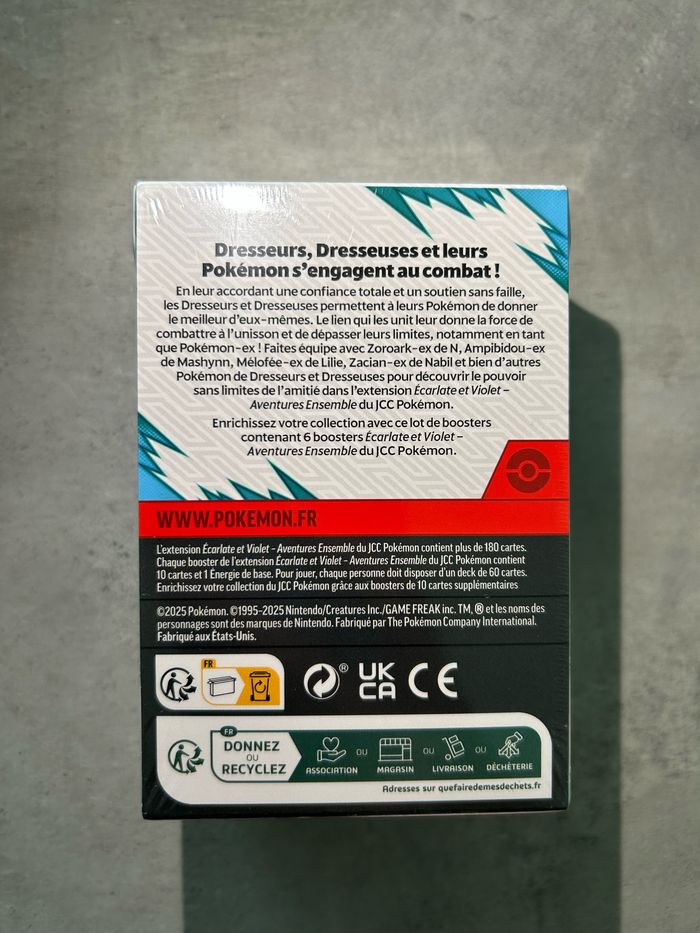 Dresseurs, Dresseuses et leurs
Pokémon s'engagent au combat !
En leur accordant une confiance totale et un soutien sans faille,
les Dresseurs et Dresseuses permettent à leurs Pokémon de donner
le meilleur d'eux-mêmes. Le lien qui les unit leur donne la force de
combattre à l'unisson et de dépasser leurs limites, notamment en tant
que Pokémon-ex ! Faites équipe avec Zoroark-ex de N, Ampibidou-ex
de Mashynn, Mélofée-ex de Lilie, Zacian-ex de Nabil et bien d'autres
Pokémon de Dresseurs et Dresseuses pour découvrir le pouvoir
sans limites de l'amitié dans l'extension Écarlate et Violet –
Aventures Ensemble du JCC Pokémon.
Enrichissez votre collection avec ce lot de boosters
contenant 6 boosters Écarlate et Violet –
Aventures Ensemble du JCC Pokémon.
WWW.POKEMON.FR
L'extension Écarlate et Violet – Aventures Ensemble du JCC Pokémon contient plus de 180 cartes.
Chaque booster de l'extension Écarlate et Violet – Aventures Ensemble du JCC Pokémon contient
10 cartes et 1 Énergie de base. Pour jouer, chaque personne doit disposer d'un deck de 60 cartes.
Enrichissez votre collection du JCC Pokémon grâce aux boosters de 10 cartes supplémentaires
©2025 Pokémon. ©1995-2025 Nintendo/Creatures Inc./GAME FREAK inc. TM, ® et les noms des
personnages sont des marques de Nintendo. Fabriqué par The Pokémon Company International.
Fabriqué aux États-Unis.
FR
® UK CA CE
FR
DONNEZ
OU
RECYCLEZ
ASSOCIATION OU MAGASIN OU LIVRAISON OU DÉCHÈTERIE
Adresses sur quefairedemesdechets.fr